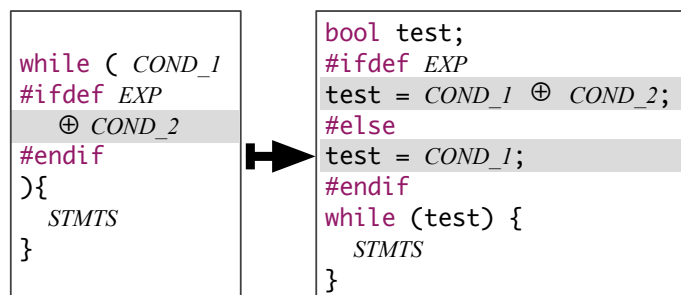 while ( COND_1
#ifdef EXP
⊕ COND_2
#endif
){
STMTS
}
bool test;
#ifdef EXP
test = COND_1 ⊕ COND_2;
#else
test = COND_1;
#endif
while (test) {
STMTS
}